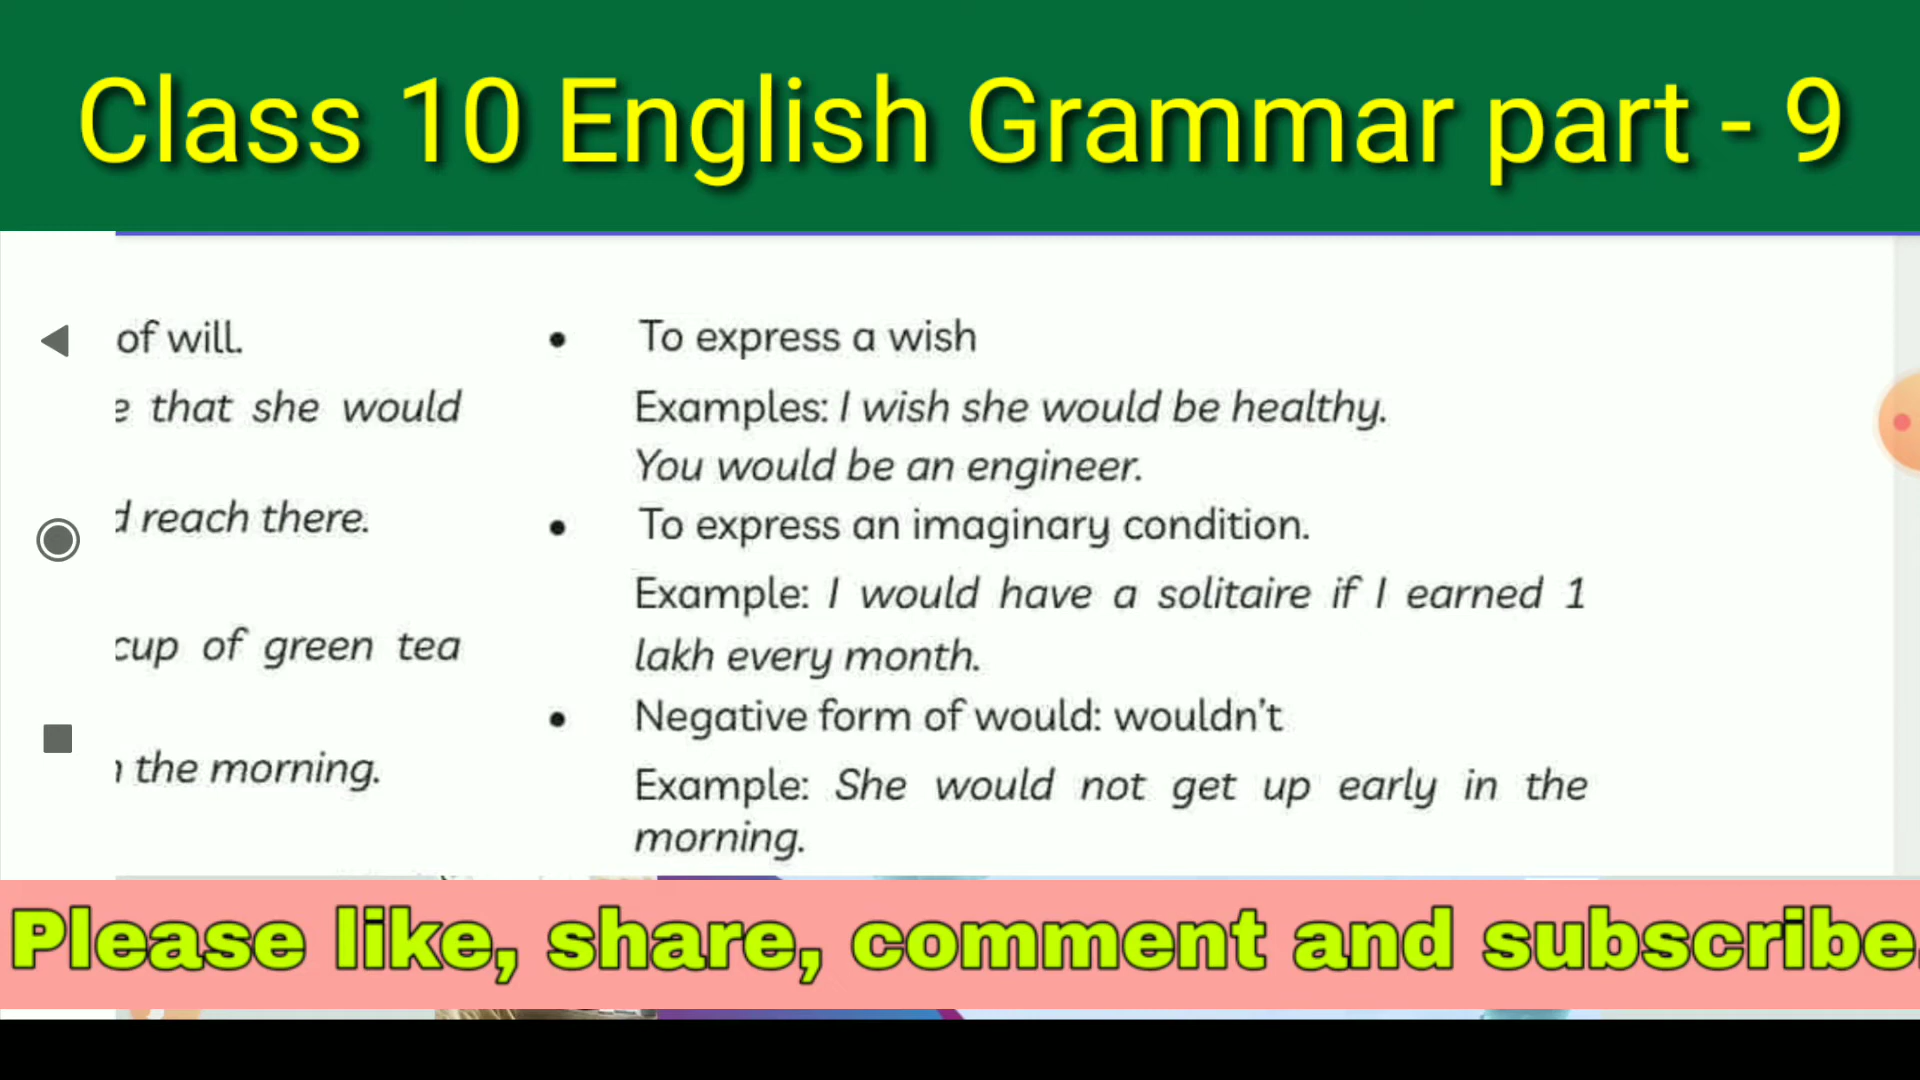 Class 10 English Grammar part - 9
of will.
that she would
reach there.
cup of green tea
the morning.
• To express a wish
Examples: I wish she would be healthy.
You would be an engineer.
• To express an imaginary condition.
Example: I would have a solitaire if I earned 1
lakh every month.
• Negative form of would: wouldn't
Example: She would not get up early in the
morning.
Please like, share, comment and subscribe.